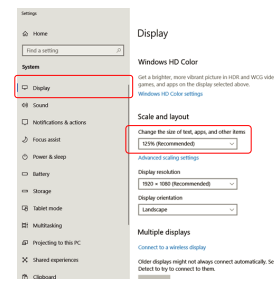 Settings
Home
Find a setting
System
Display
Sound
Notifications & actions
Focus assist
Power & sleep
Battery
Storage
Tablet mode
Multitasking
Projecting to this PC
Shared experiences
Clipboard
Display
Windows HD Color
Get a brighter, more vibrant picture in HDR and WCG vide
games, and apps on the display selected above.
Windows HD Color settings
Scale and layout
Change the size of text, apps, and other items
125% (Recommended)
Advanced scaling settings
Display resolution
1920 × 1080 (Recommended)
Display orientation
Landscape
Multiple displays
Connect to a wireless display
Older displays might not always connect automatically. Se
Detect to try to connect to them.